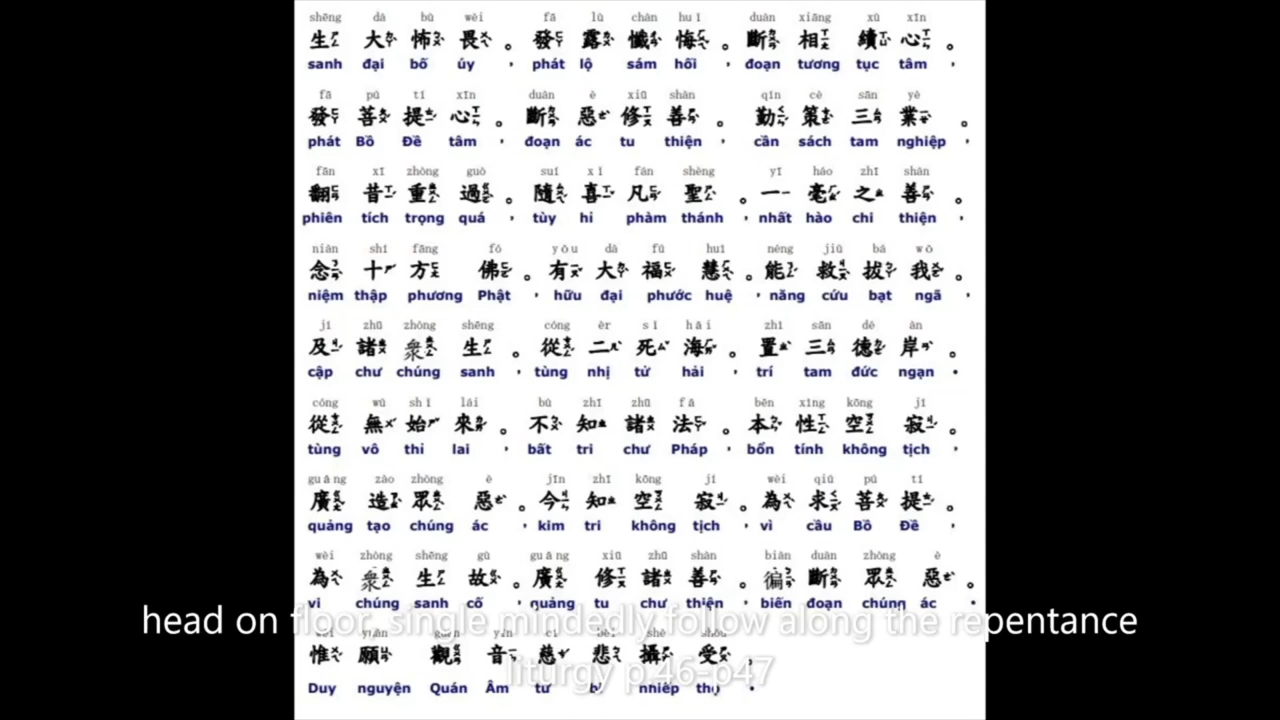 shēng dà bù wèi fā lù chàn huǐ duàn xiāng xù xīn
生大怖畏。發露懺悔。斷相續心。
sanh đại bố úy , phát lộ sám hối , đoạn tương tục tâm ,
fā pú tí xīn duàn è xiū shàn qín cè sān yè
發菩提心。斷惡修善。勤策三業。
phát Bồ Đề tâm , đoạn ác tu thiện , cần sách tam nghiệp ,
fān xī zhòng guò suí xǐ fán shèng yī háo zhī shàn
翻昔重過。隨喜凡聖。一毫之善。
phiên tích trọng quá , tùy hỉ phàm thánh , nhất hào chi thiện ,
niàn shí fāng fó yǒu dà fú huì néng jiù bá wǒ
念十方佛。有大福慧。能救拔我。
niệm thập phương Phật , hữu đại phước huệ , năng cứu bạt ngã ,
jí zhū zhòng shēng cóng èr sǐ hǎi zhì sān dé àn
及諸衆生。從二死海。置三德岸。
cập chư chúng sanh , tùng nhị tử hải , trí tam đức ngạn •
cóng wú shǐ lái bù zhī zhū fǎ běn xìng kōng jí
從無始來。不知諸法。本性空寂。
tùng vô thỉ lai , bất tri chư Pháp , bổn tính không tịch ,
guǎng zào zhòng è jīn zhī kōng jí wèi qiú pú tí
廣造眾惡。今知空寂。為求菩提。
quảng tạo chúng ác , kim tri không tịch , vì cầu Bồ Đề ,
wèi zhòng shēng gù guǎng xiū zhū shàn biàn duàn zhòng è
為衆生故。廣修諸善。徧斷眾惡。
vì chúng sanh cố , quảng tu chư thiện , biến đoạn chúng ác •
head on floor, single mindedly follow along the repentance
yuàn guān yīn cí bēi shè shòu
惟願觀音慈悲攝受。
liturgy p.46-p47
Duy nguyện Quán Âm từ bi nhiếp thọ •